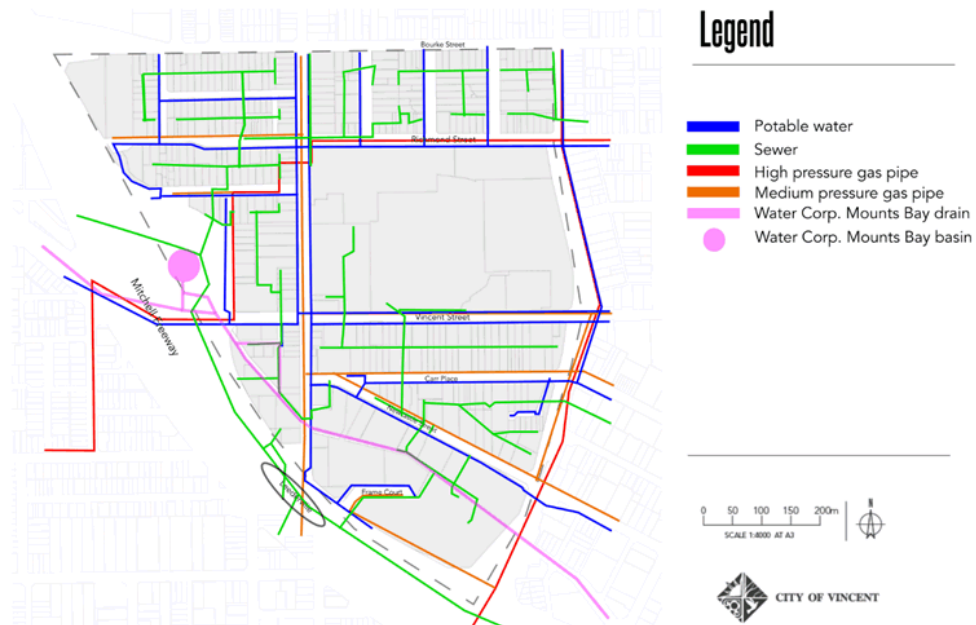 Legend
Bourke Street
Potable water
Sewer
High pressure gas pipe
Medium pressure gas pipe
Water Corp. Mounts Bay drain
Water Corp. Mounts Bay basin
Richmond Street
Mitchell Freeway
Vincent Street
Carr Place
Newcastle Street
Frame Court
N
0 50 100 150 200m
SCALE 1:4000 AT A3
CITY OF VINCENT